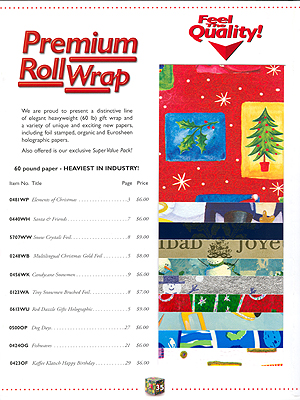 Feel
The
Quality!
Premium
Roll Wrap
We are proud to present a distinctive line
of elegant heavyweight (60 lb) gift wrap and
a variety of unique and exciting new papers,
including foil stamped, organic and Eurosheen
holographic papers.
Also offered is our exclusive Super Value Pack!
60 pound paper - HEAVIEST IN INDUSTRY!
Item No. Title Page Price
0481WP Elements of Christmas 3 $6.00
0440WH Santa & Friends 7 $6.00
5707WW Snow Crystals Foil 8 $9.00
0248WB Multilingual Christmas Gold Foil 5 $8.00
0456WX Candycane Snowmen 9 $6.00
8123WA Tiny Snowmen Brushed Foil 8 $7.00
0615WU Red Dazzle Gifts Holographic 5 $9.00
0500OP Dog Days 27 $6.00
0424OG Fishwaves 21 $6.00
0423OF Kaffee Klatsch Happy Birthday 29 $6.00
IDAD JOYE
35